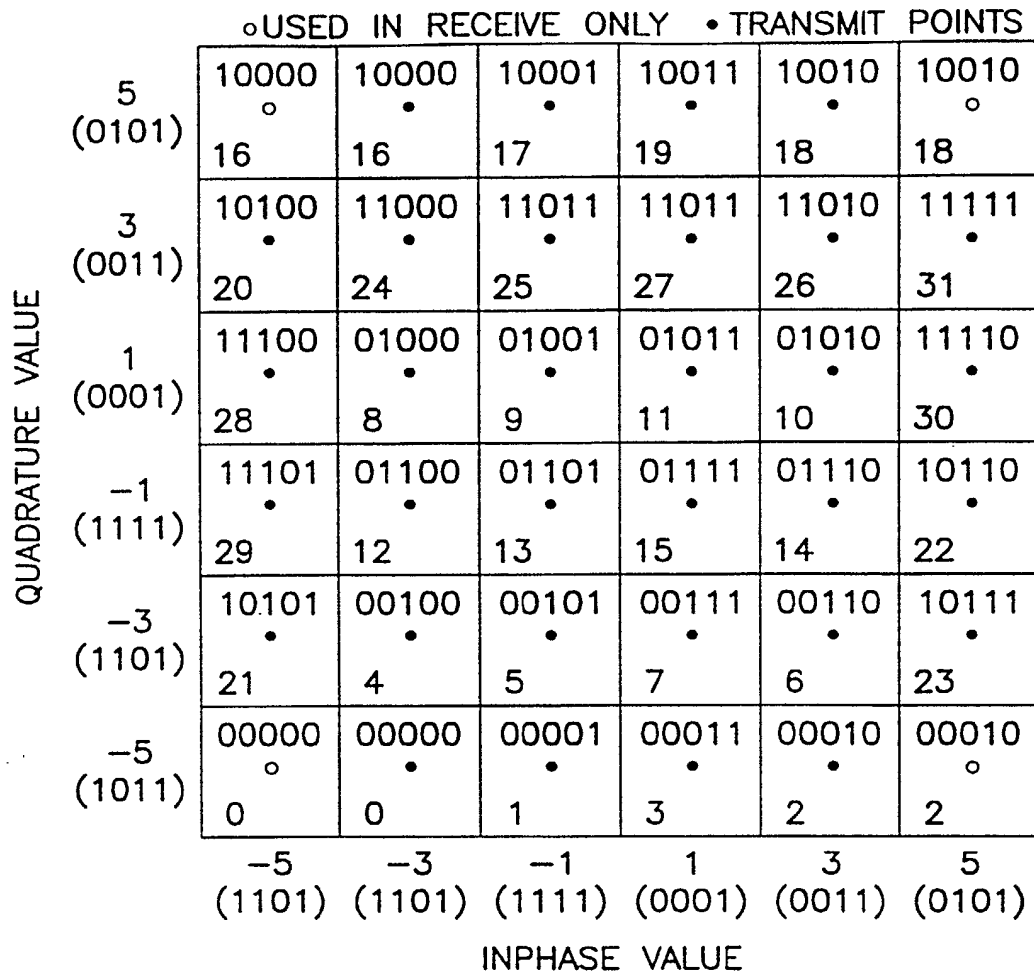 ○USED IN RECEIVE ONLY •TRANSMIT POINTS
10000 10000 10001 10011 10010 10010
5
(0101)
16 16 17 19 18 18
10100 11000 11011 11011 11010 11111
3
(0011)
20 24 25 27 26 31
11100 01000 01001 01011 01010 11110
1
(0001)
28 8 9 11 10 30
11101 01100 01101 01111 01110 10110
−1
(1111)
29 12 13 15 14 22
10101 00100 00101 00111 00110 10111
−3
(1101)
21 4 5 7 6 23
00000 00000 00001 00011 00010 00010
−5
(1011)
0 0 1 3 2 2
QUADRATURE VALUE
−5 −3 −1 1 3 5
(1101) (1101) (1111) (0001) (0011) (0101)
INPHASE VALUE